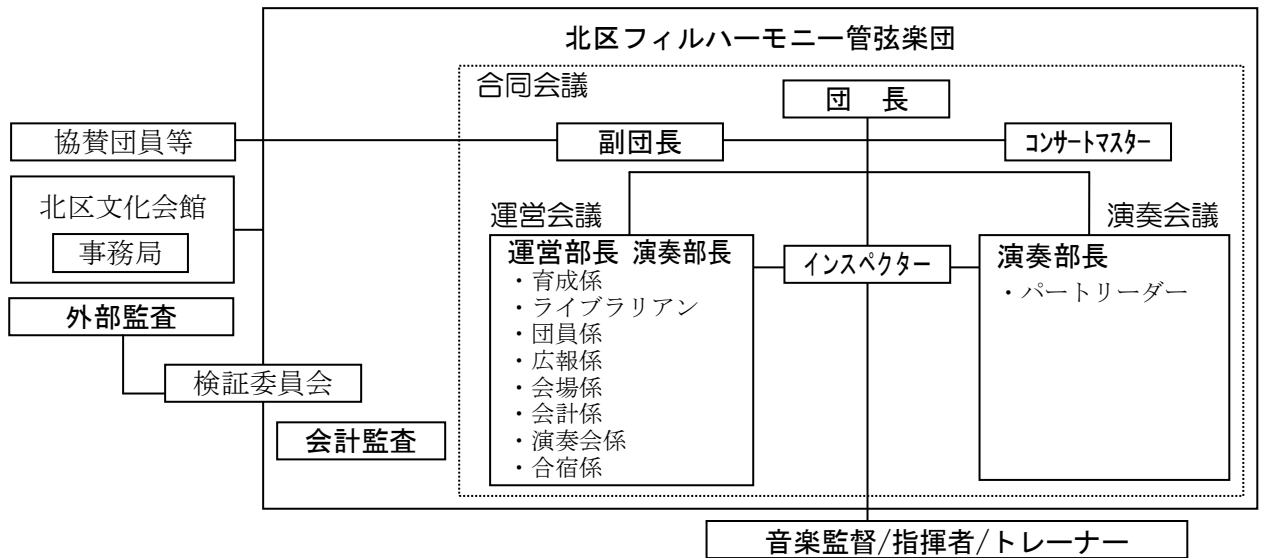 北区フィルハーモニー管弦楽団
合同会議
団　長
協賛団員等
副団長
コンサートマスター
北区文化会館
事務局
運営会議
演奏会議
運営部長 演奏部長
・育成係
・ライブラリアン
・団員係
・広報係
・会場係
・会計係
・演奏会係
・合宿係
インスペクター
演奏部長
・パートリーダー
外部監査
検証委員会
会計監査
音楽監督/指揮者/トレーナー